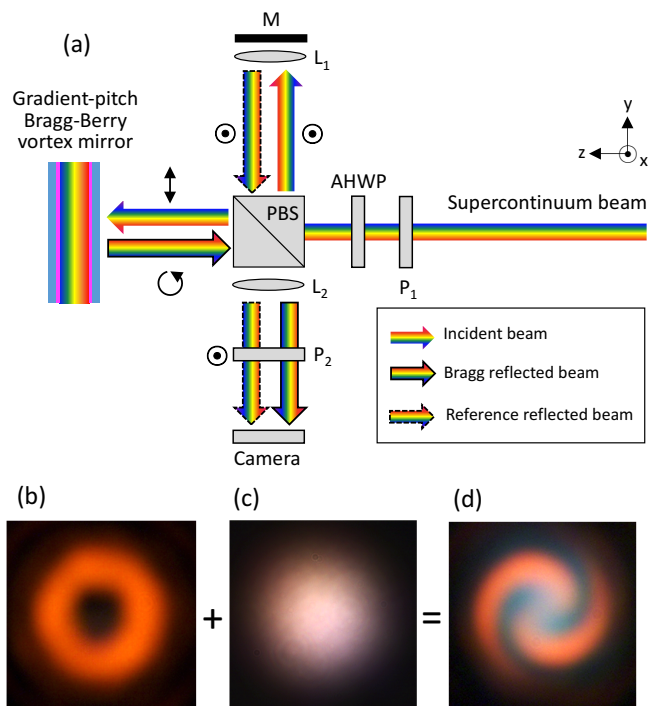 (a)
M
L1
Gradient-pitch
Bragg-Berry
vortex mirror
y
z
x
AHWP
PBS
Supercontinuum beam
P1
L2
P2
Incident beam
Bragg reflected beam
Reference reflected beam
Camera
(b)
(c)
(d)
+
=